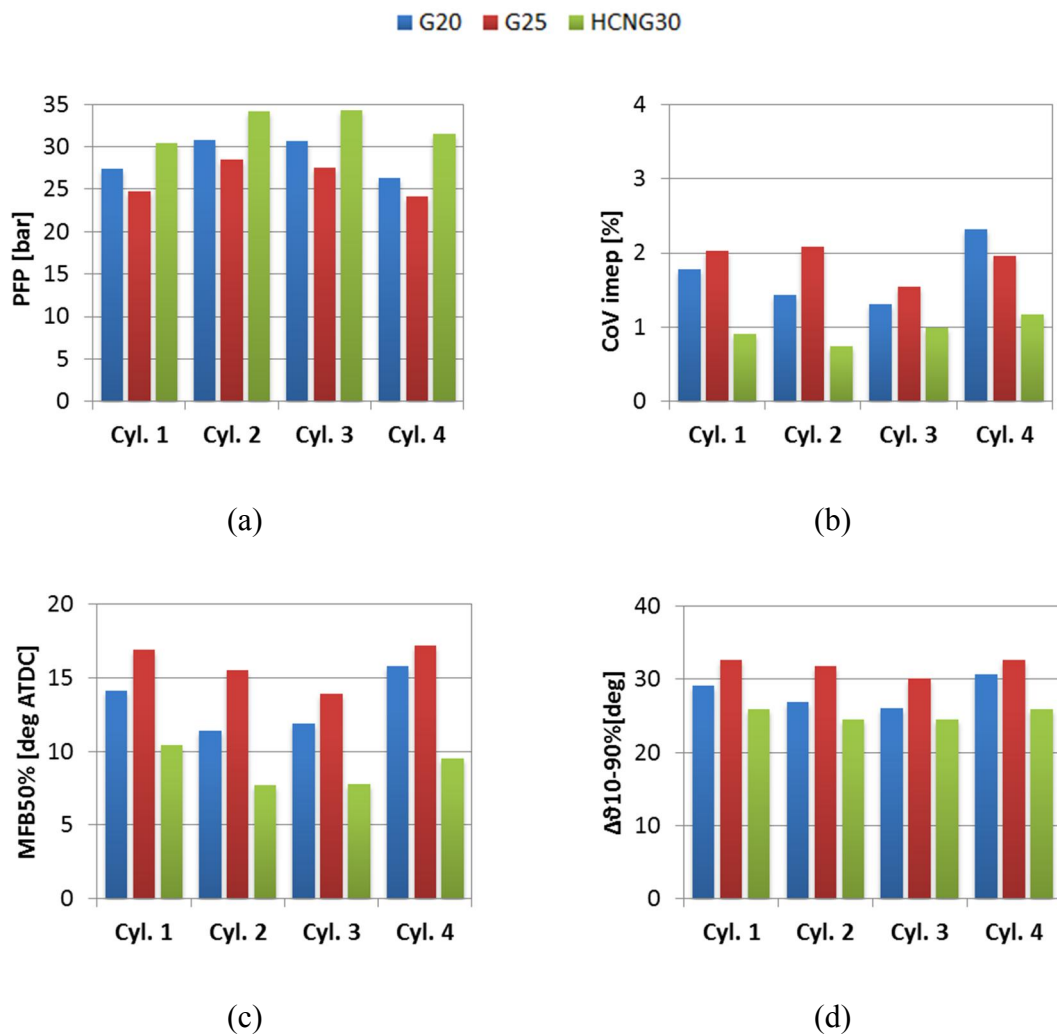 G20 G25 HCNG30
35
30
25
20
15
10
5
0
PFP [bar]
Cyl. 1 Cyl. 2 Cyl. 3 Cyl. 4
(a)
4
3
2
1
0
CoV imep [%]
Cyl. 1 Cyl. 2 Cyl. 3 Cyl. 4
(b)
20
15
10
5
0
MFB50% [deg ATDC]
Cyl. 1 Cyl. 2 Cyl. 3 Cyl. 4
(c)
40
30
20
10
0
Δϑ10-90%[deg]
Cyl. 1 Cyl. 2 Cyl. 3 Cyl. 4
(d)